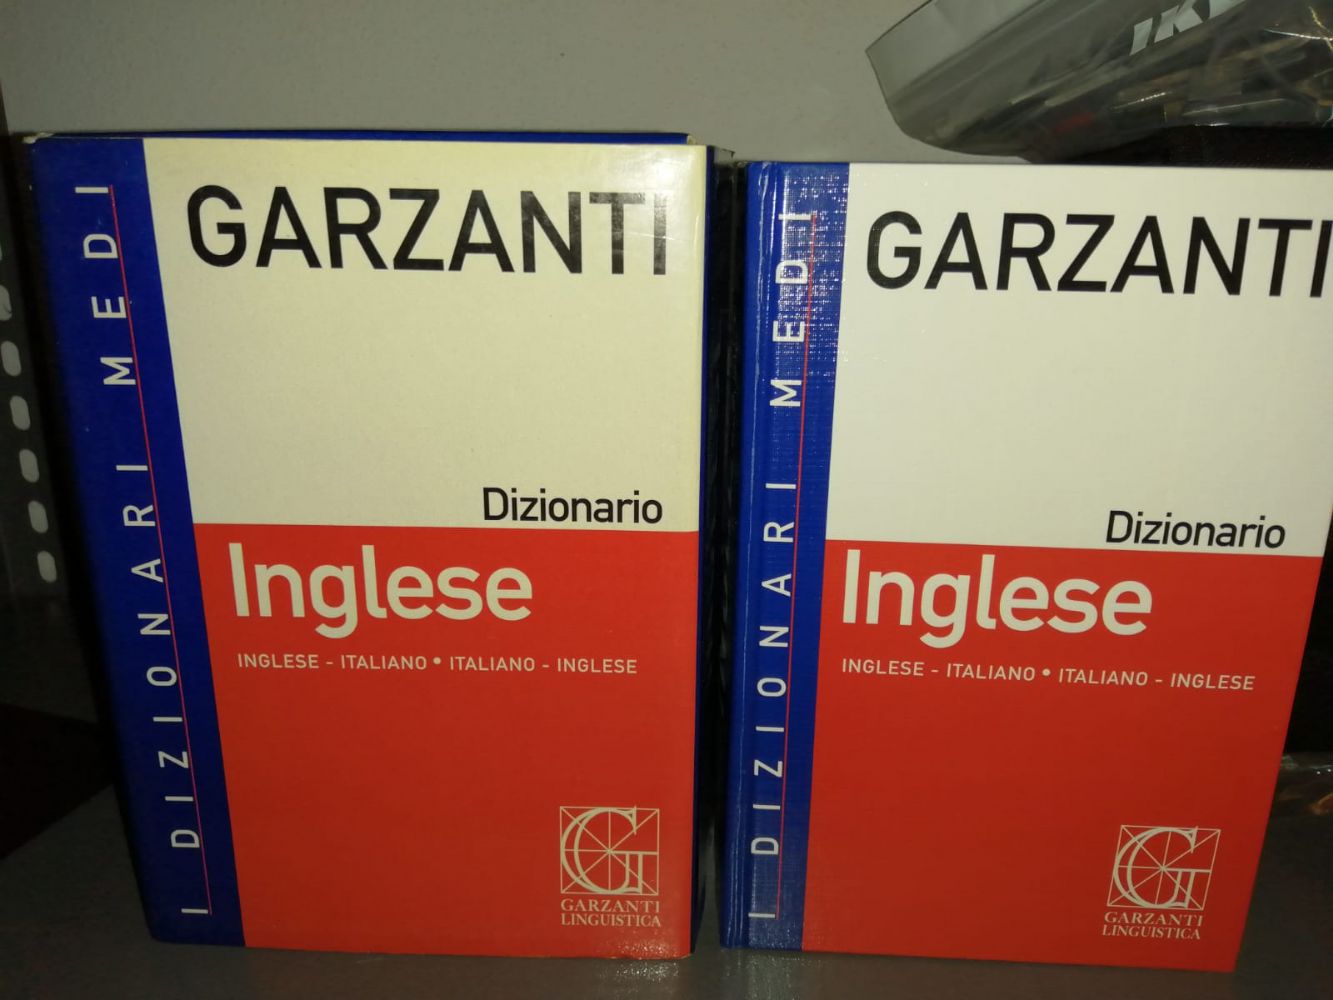 I DIZIONARI MEDI
GARZANTI
Dizionario
Inglese
INGLESE - ITALIANO • ITALIANO - INGLESE
GARZANTI
LINGUISTICA
I DIZIONARI MEDI
GARZANTI
Dizionario
Inglese
INGLESE - ITALIANO • ITALIANO - INGLESE
GARZANTI
LINGUISTICA